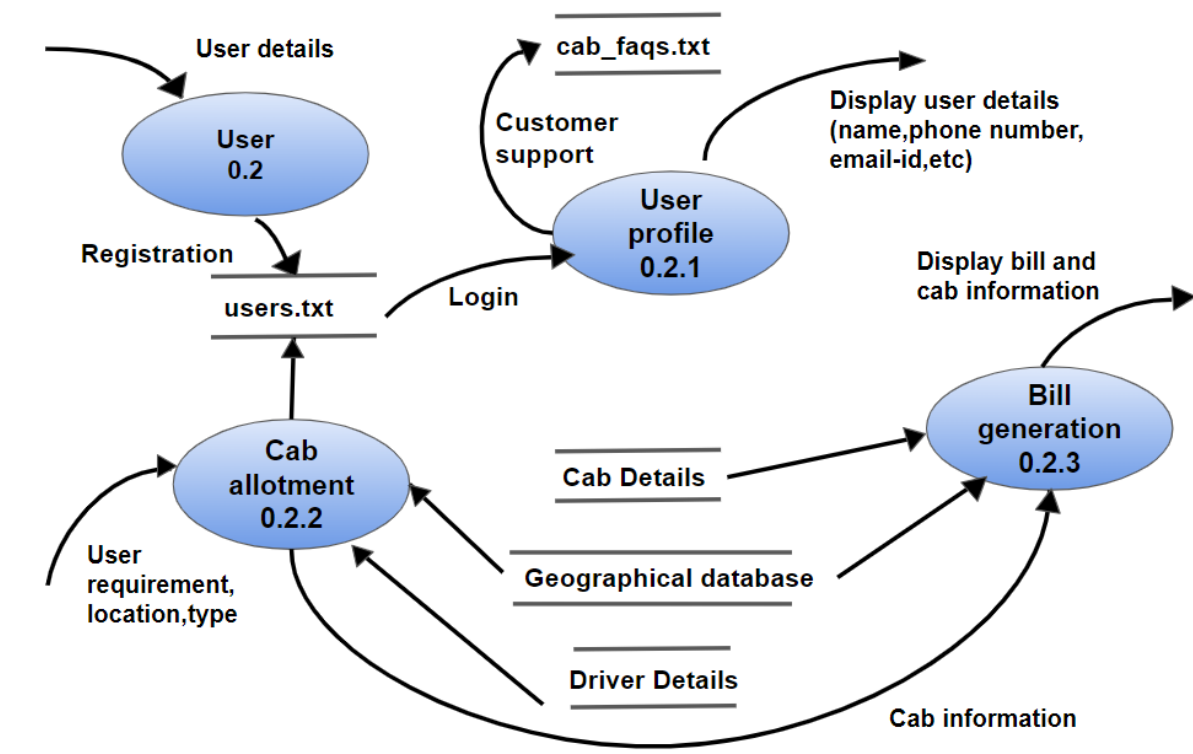 User details
cab_faqs.txt
Display user details
(name,phone number,
email-id,etc)
User
0.2
Customer
support
User
profile
0.2.1
Registration
users.txt
Login
Display bill and
cab information
Bill
generation
0.2.3
Cab
allotment
0.2.2
Cab Details
User
requirement,
location,type
Geographical database
Driver Details
Cab information